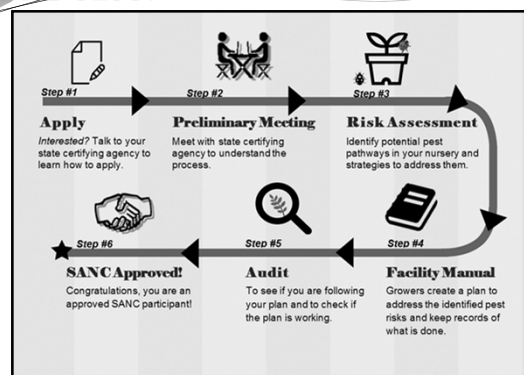 Step #1
Step #2
Step #3
Apply
Preliminary Meeting
Risk Assessment
Interested? Talk to your
state certifying agency to
learn how to apply.
Meet with state certifying
agency to understand the
process.
Identify potential pest
pathways in your nursery and
strategies to address them.
Step #4
Facility Manual
Growers create a plan to
address the identified pest
risks and keep records of
what is done.
Step #5
Audit
To see if you are following
your plan and to check if
the plan is working.
Step #6
SANC Approved!
Congratulations, you are an
approved SANC participant!